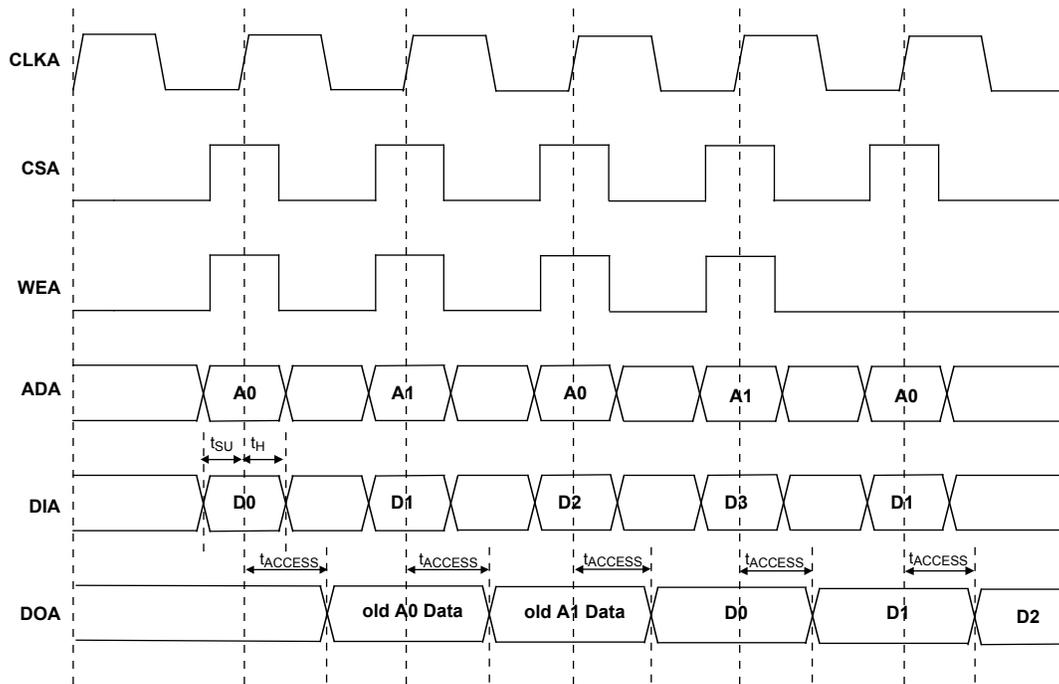 CLKA
CSA
WEA
ADA A0 A1 A0 A1 A0
tSU tH
DIA D0 D1 D2 D3 D1
tACCESS tACCESS tACCESS tACCESS tACCESS
DOA old A0 Data old A1 Data D0 D1 D2